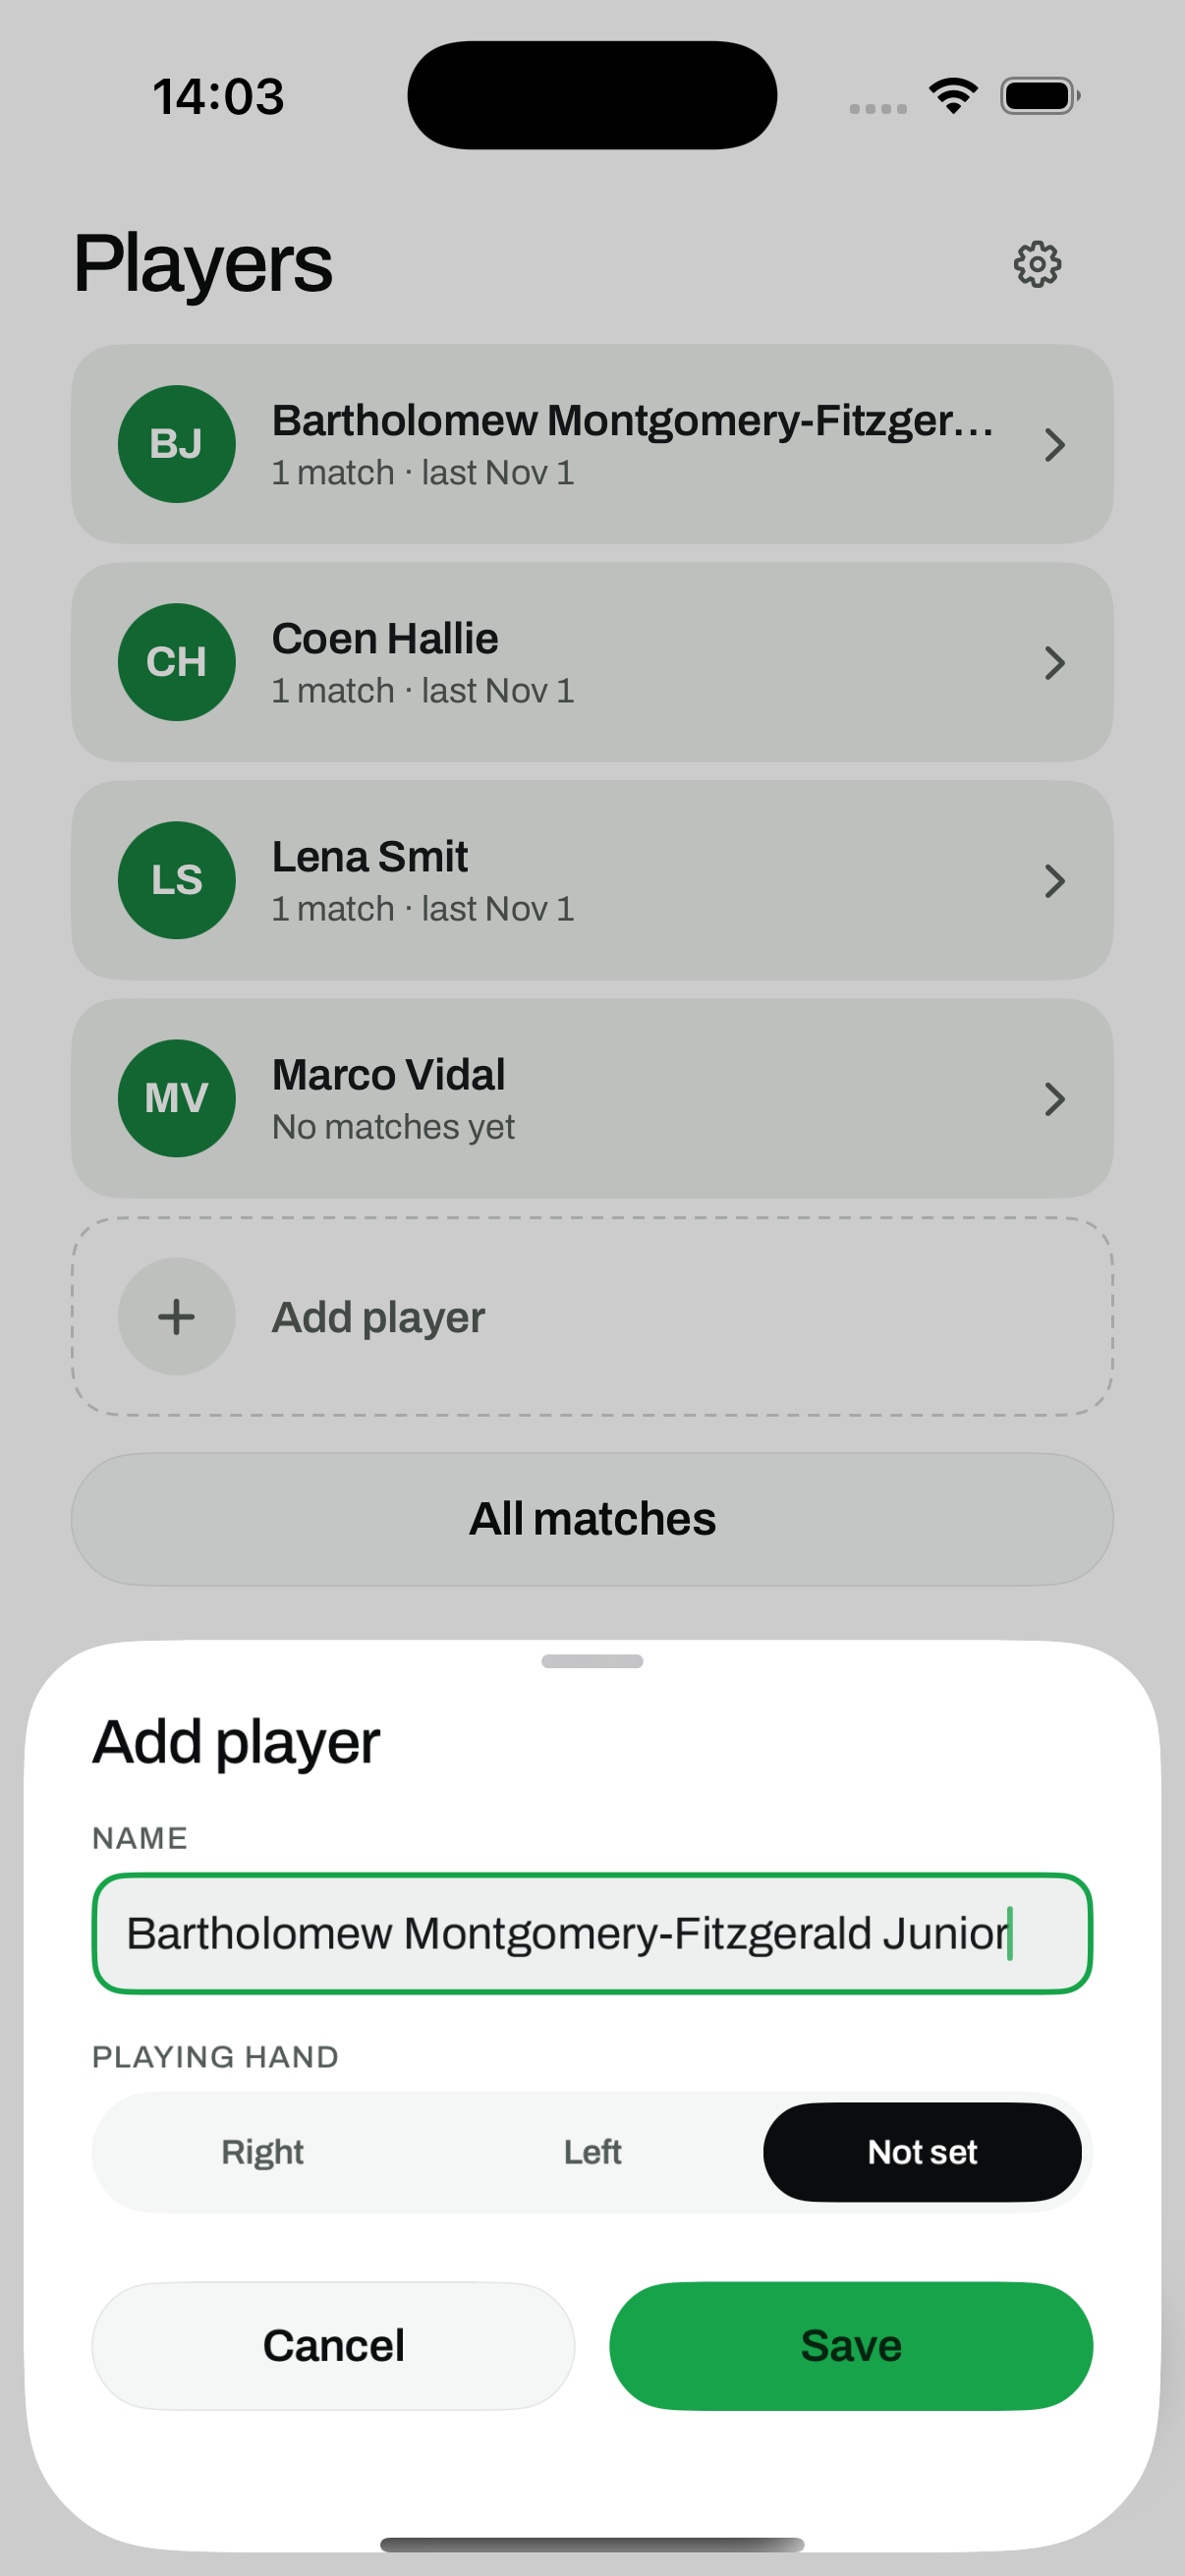 14:03
Players
BJ
Bartholomew Montgomery-Fitzger...
1 match · last Nov 1
CH
Coen Hallie
1 match · last Nov 1
LS
Lena Smit
1 match · last Nov 1
MV
Marco Vidal
No matches yet
Add player
All matches
Add player
NAME
Bartholomew Montgomery-Fitzgerald Junior
PLAYING HAND
Right Left Not set
Cancel Save